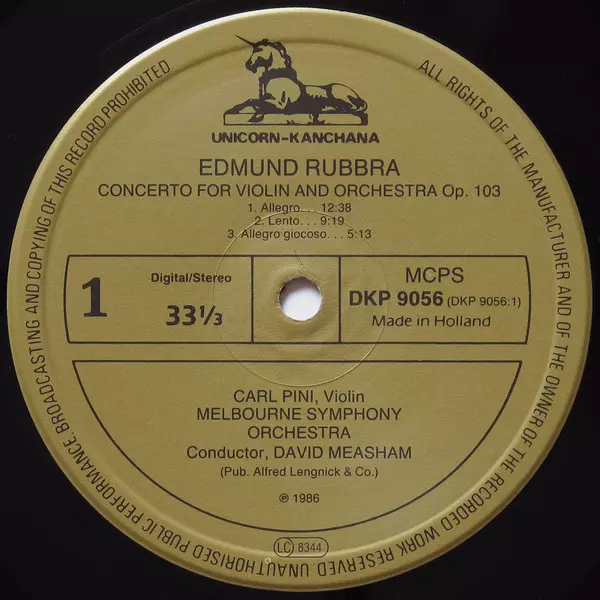 UNICORN-KANCHANA
EDMUND RUBBRA
CONCERTO FOR VIOLIN AND ORCHESTRA Op. 103
1. Allegro. . . 12:38
2. Lento. . . 9:19
3. Allegro giocoso. . . 5:13
1
Digital/Stereo
33⅓
MCPS
DKP 9056 (DKP 9056:1)
Made in Holland
CARL PINI, Violin
MELBOURNE SYMPHONY
ORCHESTRA
Conductor, DAVID MEASHAM
(Pub. Alfred Lengnick & Co.)
℗ 1986
LC 8344
ALL RIGHTS OF THE MANUFACTURER AND OF THE OWNER OF THE RECORDED WORK RESERVED. UNAUTHORISED PUBLIC PERFORMANCE. BROADCASTING AND COPYING OF THIS RECORD PROHIBITED